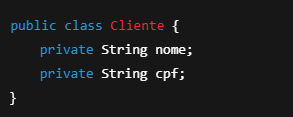 public class Cliente {
    private String nome;
    private String cpf;
}